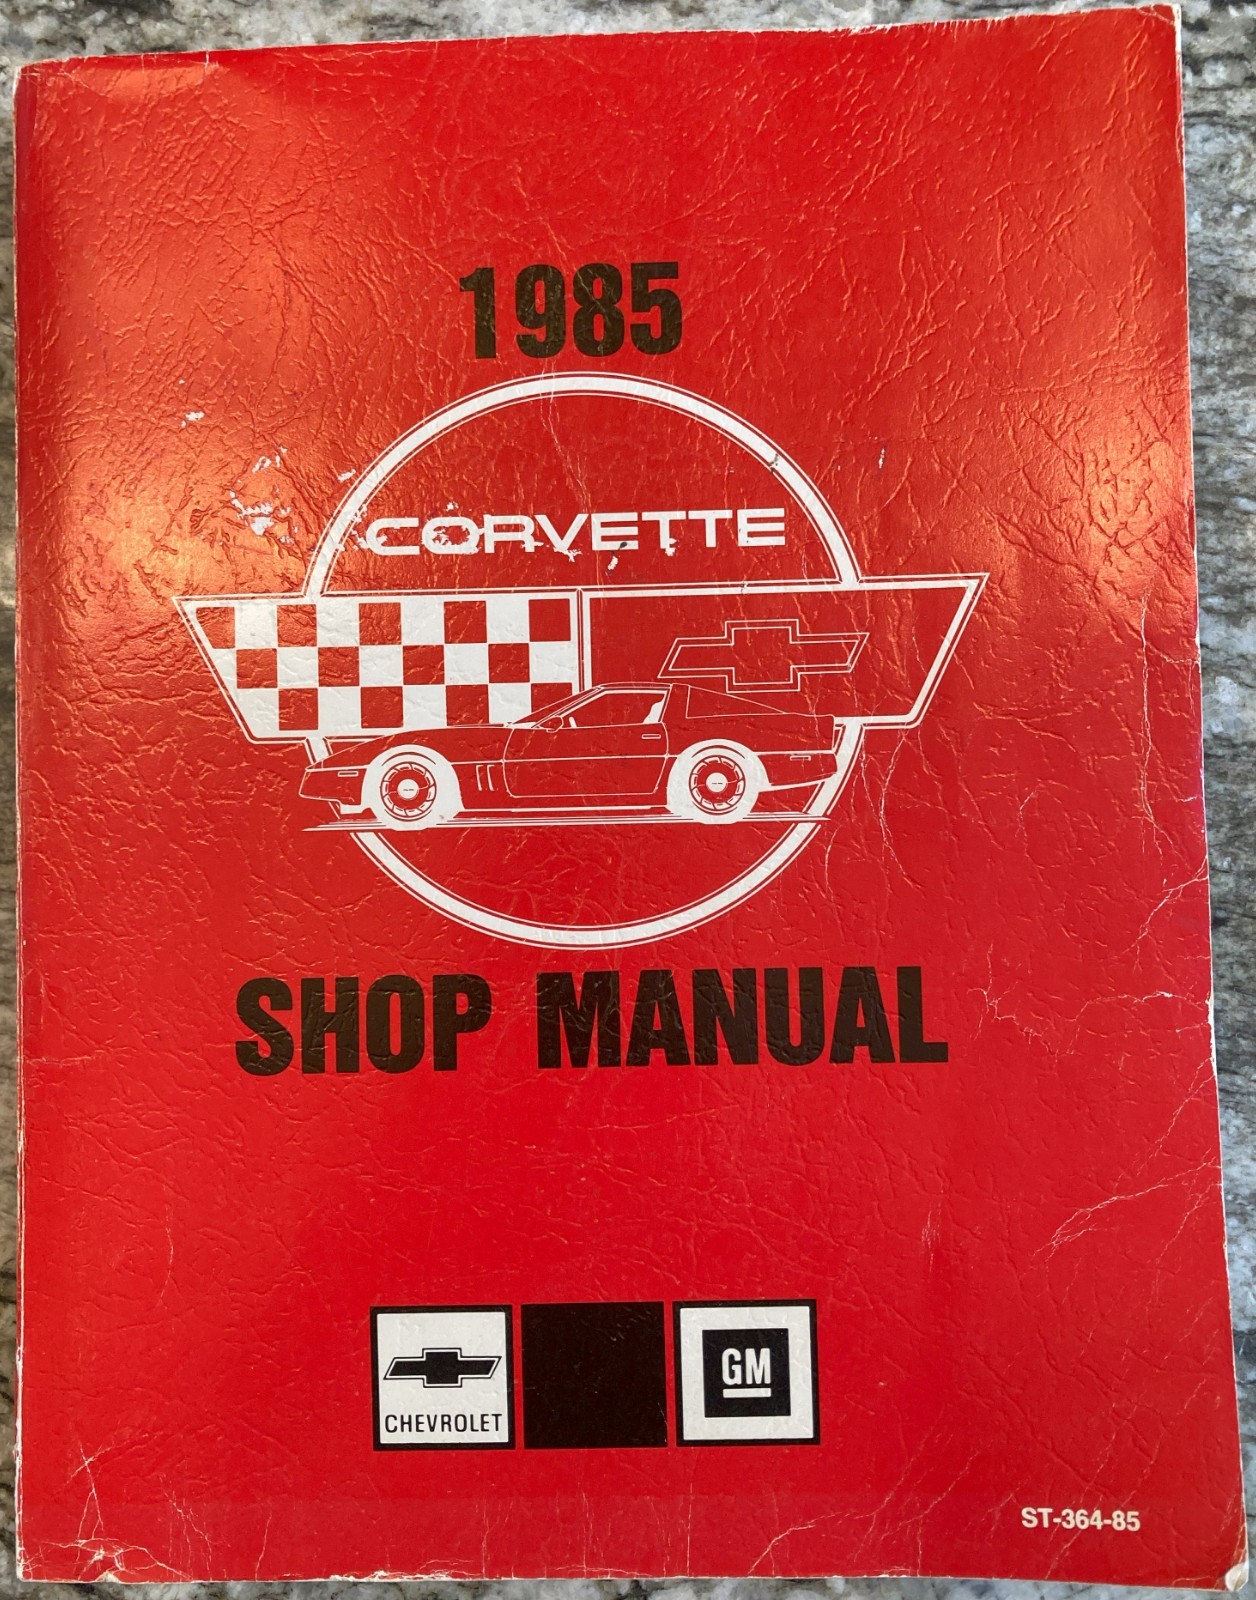 1985
CORVETTE
SHOP MANUAL
CHEVROLET
GM
ST-364-85